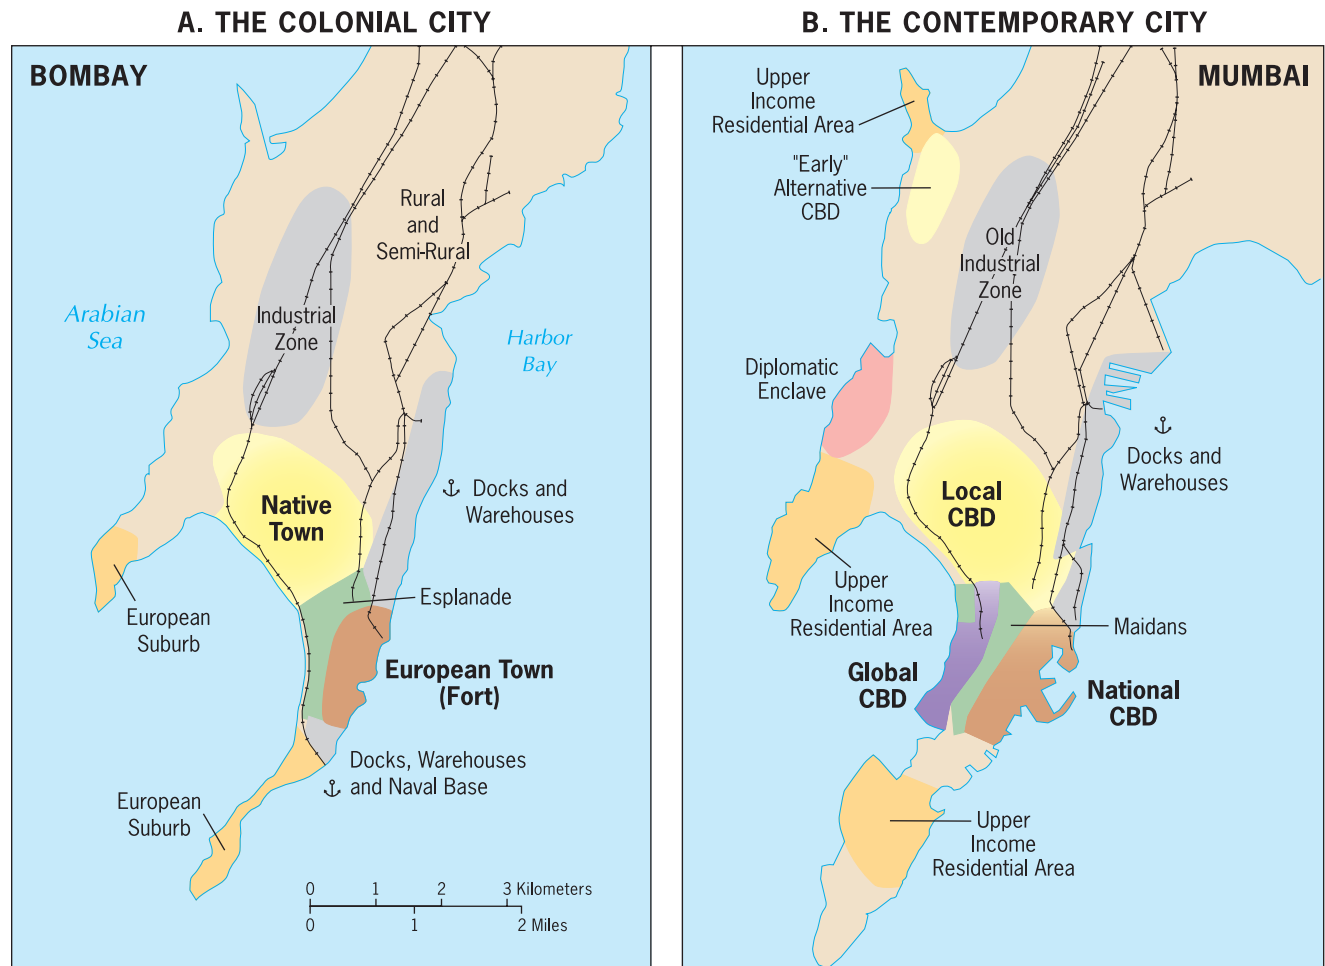 A. THE COLONIAL CITY
BOMBAY
Rural
and
Semi-Rural
Arabian
Sea
Industrial
Zone
Harbor
Bay
Native
Town
Docks and
Warehouses
Esplanade
European
Suburb
European Town
(Fort)
Docks, Warehouses
and Naval Base
European
Suburb
0 1 2 3 Kilometers
0 1 2 Miles
B. THE CONTEMPORARY CITY
MUMBAI
Upper
Income
Residential Area
"Early"
Alternative
CBD
Old
Industrial
Zone
Diplomatic
Enclave
Docks and
Warehouses
Local
CBD
Upper
Income
Residential Area
Maidans
Global
CBD
National
CBD
Upper
Income
Residential Area